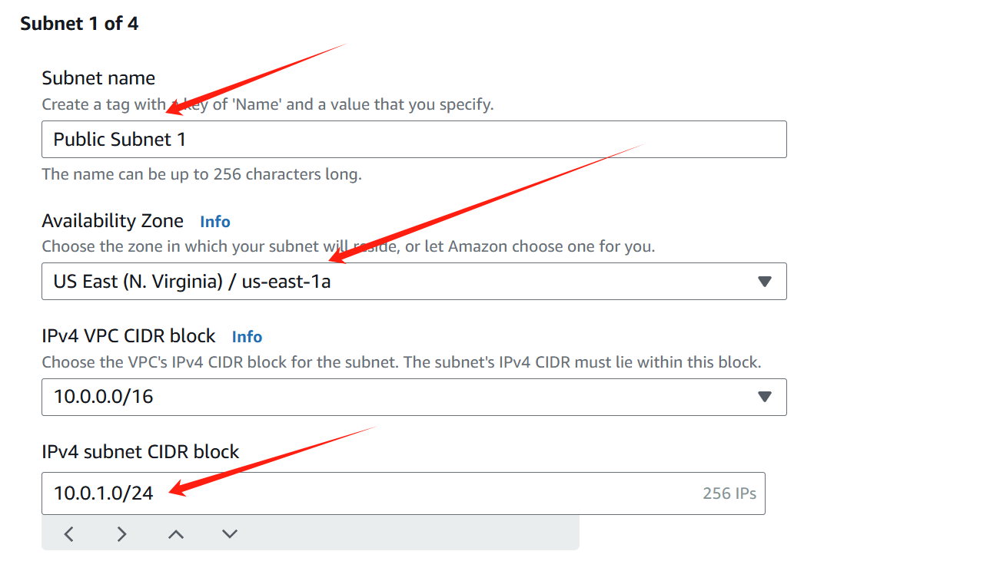 Subnet 1 of 4
Subnet name
Create a tag with a key of 'Name' and a value that you specify.
Public Subnet 1
The name can be up to 256 characters long.
Availability Zone Info
Choose the zone in which your subnet will reside, or let Amazon choose one for you.
US East (N. Virginia) / us-east-1a
IPv4 VPC CIDR block Info
Choose the VPC's IPv4 CIDR block for the subnet. The subnet's IPv4 CIDR must lie within this block.
10.0.0.0/16
IPv4 subnet CIDR block
10.0.1.0/24 256 IPs